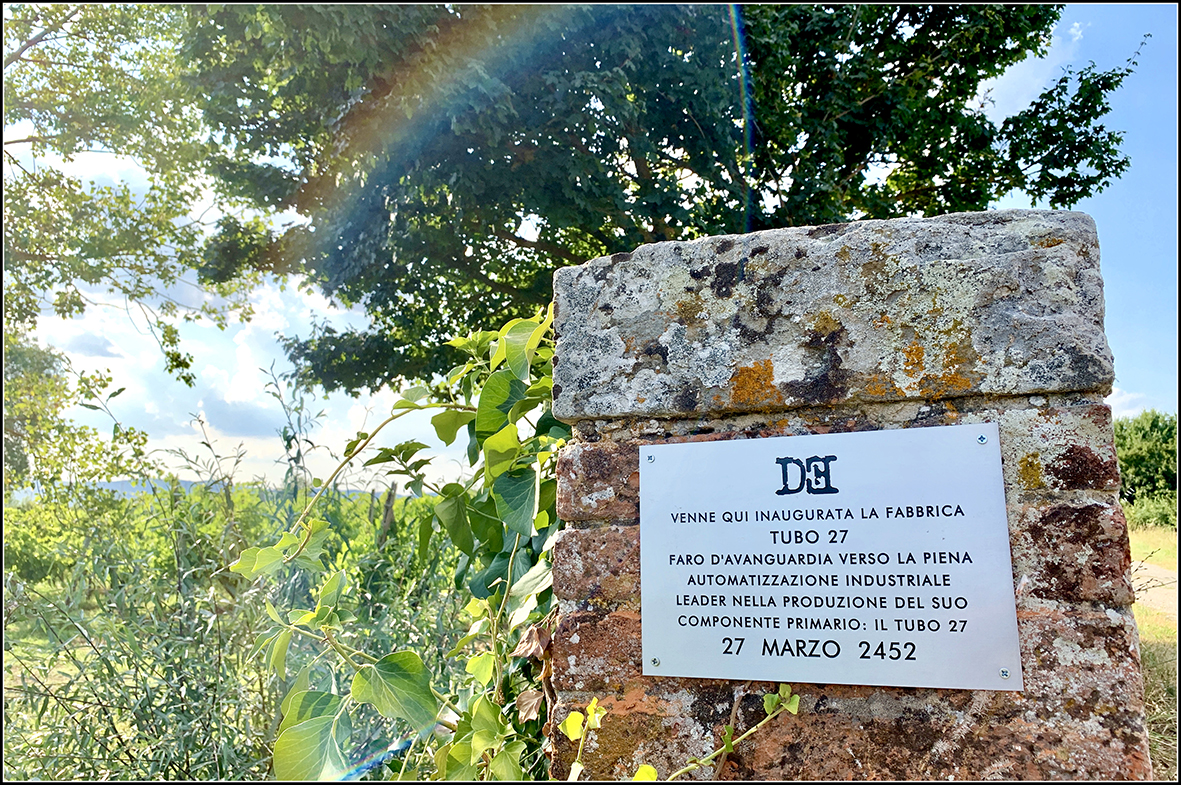 VENNE QUI INAUGURATA LA FABBRICA
TUBO 27
FARO D'AVANGUARDIA VERSO LA PIENA
AUTOMATIZZAZIONE INDUSTRIALE
LEADER NELLA PRODUZIONE DEL SUO
COMPONENTE PRIMARIO: IL TUBO 27
27 MARZO 2452